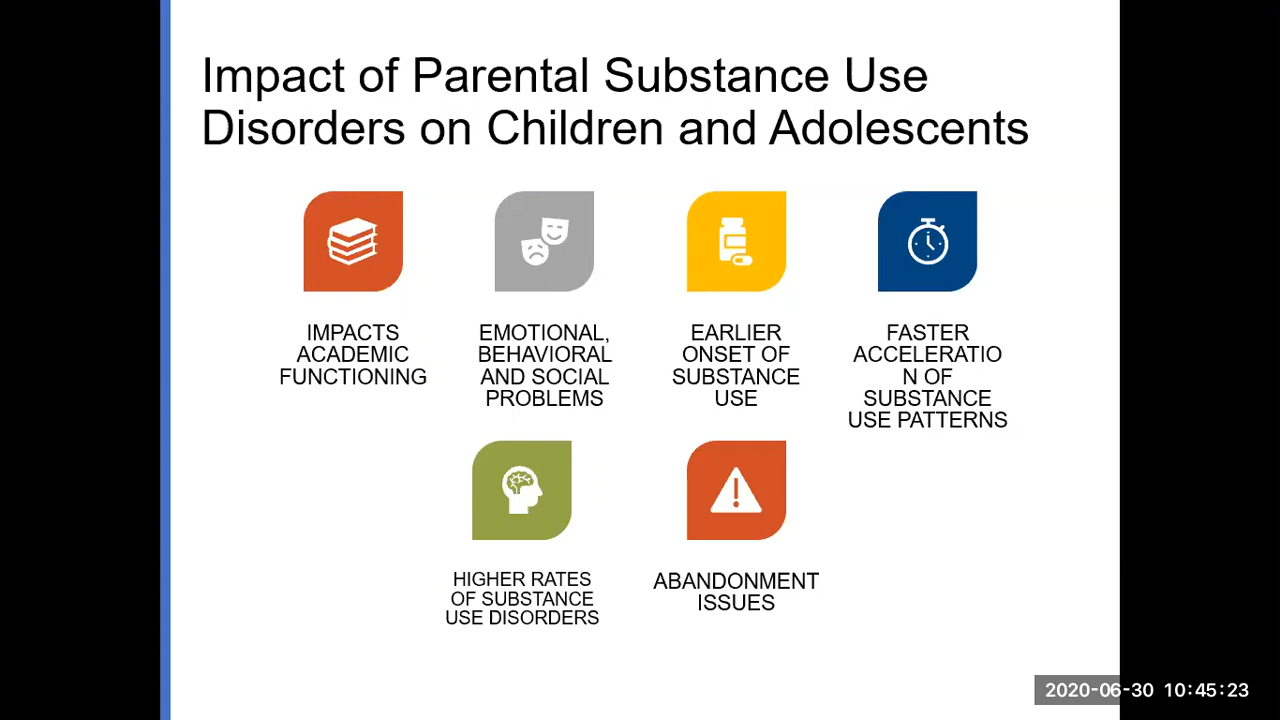 Impact of Parental Substance Use
Disorders on Children and Adolescents
IMPACTS
ACADEMIC
FUNCTIONING
EMOTIONAL,
BEHAVIORAL
AND SOCIAL
PROBLEMS
EARLIER
ONSET OF
SUBSTANCE
USE
FASTER
ACCELERATIO
N OF
SUBSTANCE
USE PATTERNS
HIGHER RATES
OF SUBSTANCE
USE DISORDERS
ABANDONMENT
ISSUES
2020-06-30 10:45:23